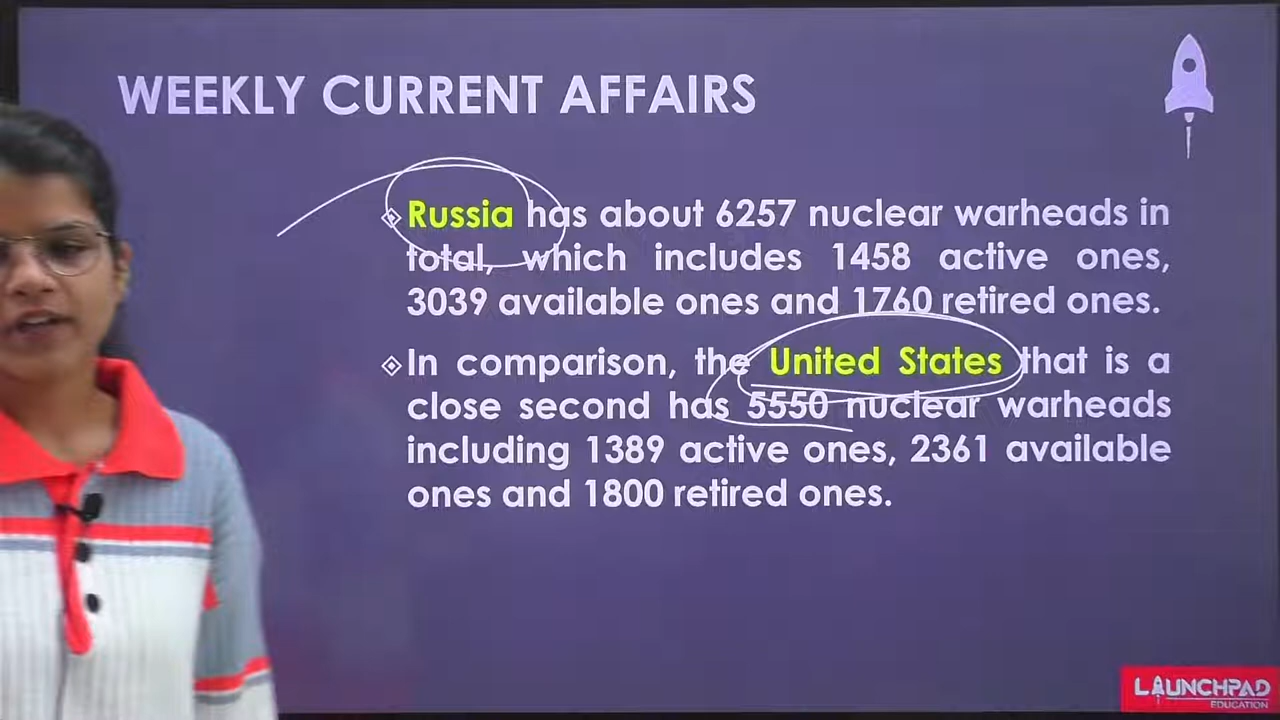 WEEKLY CURRENT AFFAIRS
Russia has about 6257 nuclear warheads in
total, which includes 1458 active ones,
3039 available ones and 1760 retired ones.
In comparison, the United States that is a
close second has 5550 nuclear warheads
including 1389 active ones, 2361 available
ones and 1800 retired ones.
LAUNCHPAD
EDUCATION